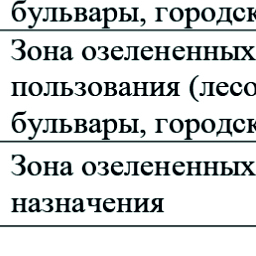 бульвары, городск
Зона озелененных
пользования (лесо
бульвары, городск
Зона озелененных
назначения